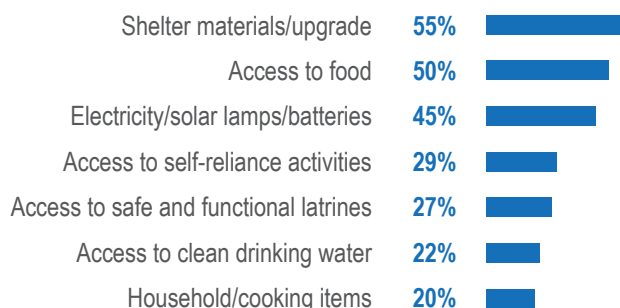 Shelter materials/upgrade 55%
Access to food 50%
Electricity/solar lamps/batteries 45%
Access to self-reliance activities 29%
Access to safe and functional latrines 27%
Access to clean drinking water 22%
Household/cooking items 20%